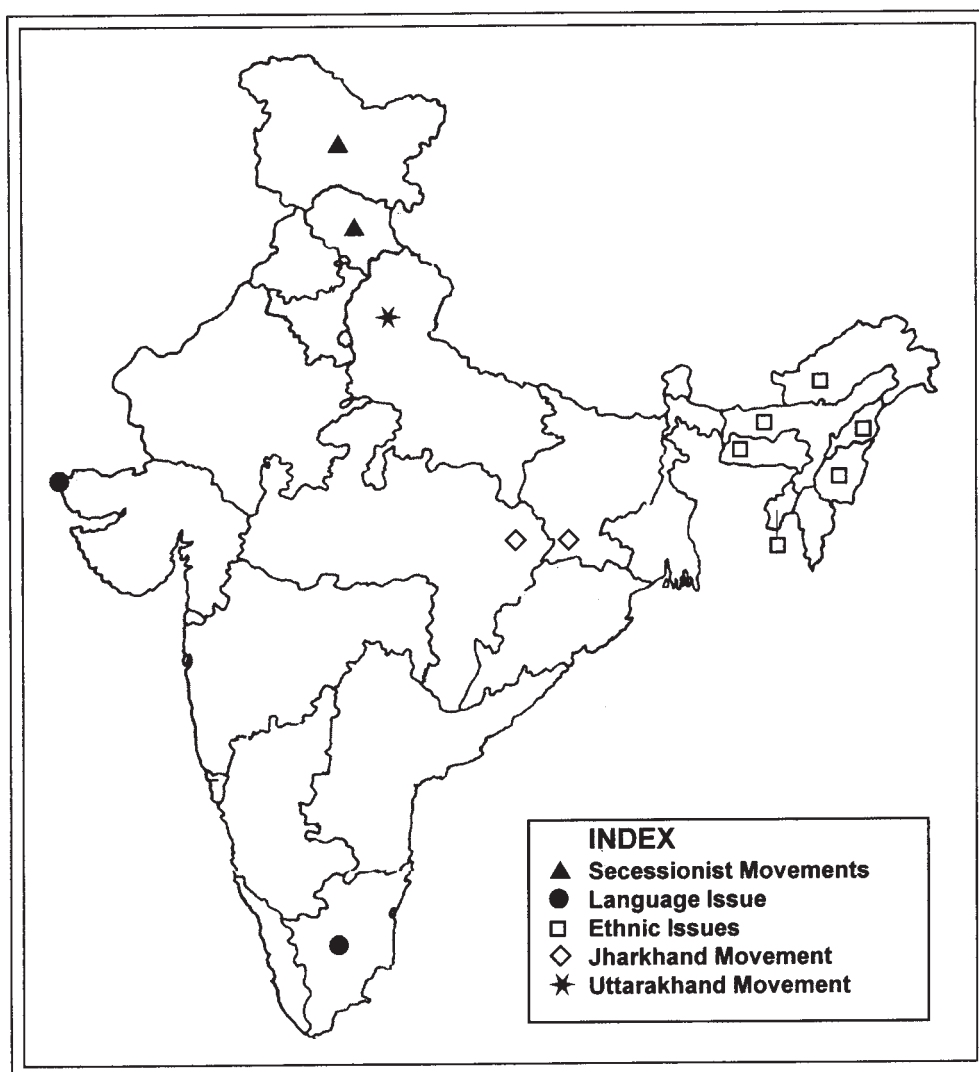 INDEX
Secessionist Movements
Language Issue
Ethnic Issues
Jharkhand Movement
Uttarakhand Movement